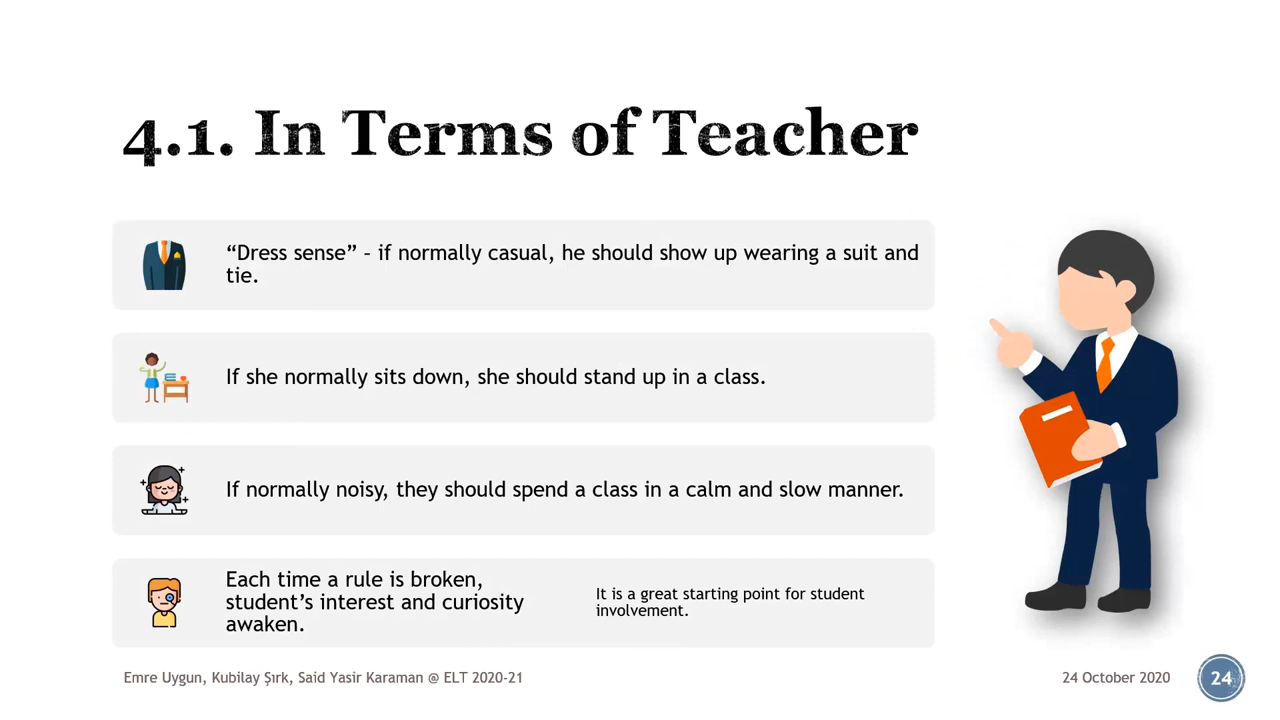 4.1. In Terms of Teacher
“Dress sense” – if normally casual, he should show up wearing a suit and
tie.
If she normally sits down, she should stand up in a class.
If normally noisy, they should spend a class in a calm and slow manner.
Each time a rule is broken,
student’s interest and curiosity
awaken.
It is a great starting point for student
involvement.
Emre Uygun, Kubilay Şırk, Said Yasir Karaman @ ELT 2020-21
24 October 2020
24